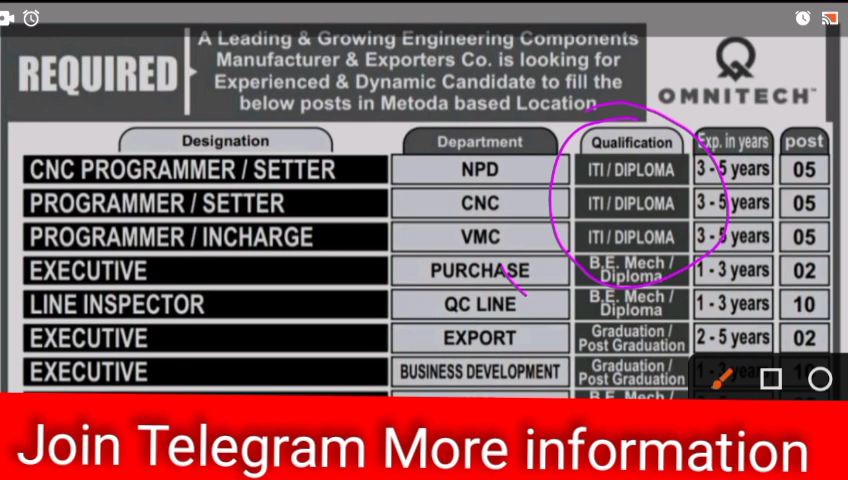 REQUIRED
A Leading & Growing Engineering Components
Manufacturer & Exporters Co. is looking for
Experienced & Dynamic Candidate to fill the
below posts in Metoda based Location
OMNITECH
Designation Department Qualification Exp. in years post
CNC PROGRAMMER / SETTER NPD ITI / DIPLOMA 3 - 5 years 05
PROGRAMMER / SETTER CNC ITI / DIPLOMA 3 - 5 years 05
PROGRAMMER / INCHARGE VMC ITI / DIPLOMA 3 - 5 years 05
EXECUTIVE PURCHASE B.E. Mech / Diploma 1 - 3 years 02
LINE INSPECTOR QC LINE B.E. Mech / Diploma 1 - 3 years 10
EXECUTIVE EXPORT Graduation / Post Graduation 2 - 5 years 02
EXECUTIVE BUSINESS DEVELOPMENT Graduation / Post Graduation 1 - 3 years
B.E. Mech /
Join Telegram More information